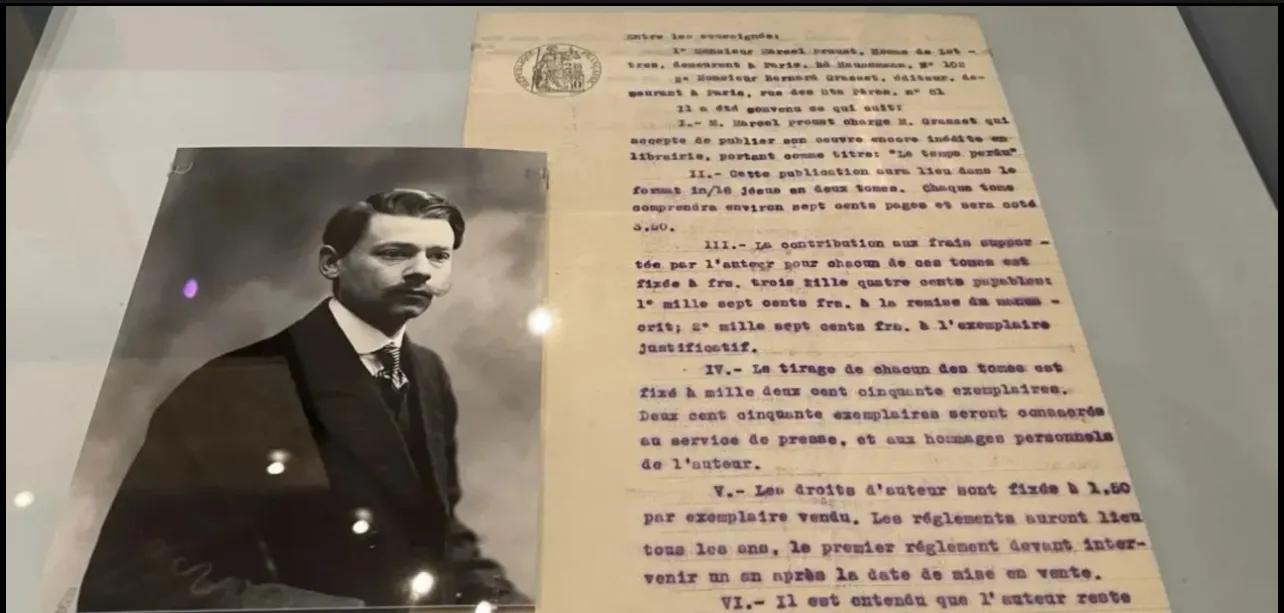 RÉPUBLIQUE FRANÇAISE
Entre les soussignés:
1° Monsieur Marcel Proust, Homme de Let -
tres, demeurant à Paris, Bd Haussmann, N° 102
2° Monsieur Bernard Grasset, éditeur, de-
meurant à Paris, rue des Sts Pères, n° 61
Il a été convenu ce qui suit:
I.- M. Marcel Proust charge M. Grasset qui
accepte de publier son oeuvre encore inédite en
librairie, portant comme titre: "Le temps perdu"
II.- Cette publication aura lieu dans le
format in/16 jésus en deux tomes. Chaque tome
comprendra environ sept cents pages et sera coté
3,50.
III.- La contribution aux frais suppor -
tée par l'auteur pour chacun de ces tomes est
fixée à frs. trois mille quatre cents payables:
1° mille sept cents frs. à la remise du manus -
crit; 2° mille sept cents frs. à l'exemplaire
justificatif.
IV.- Le tirage de chacun des tomes est
fixé à mille deux cent cinquante exemplaires.
Deux cent cinquante exemplaires seront consacrés
au service de presse, et aux hommages personnels
de l'auteur.
V.- Les droits d'auteur sont fixés à 1,50
par exemplaire vendu. Les réglements auront lieu
tous les ans, le premier réglement devant inter-
venir un an après la date de mise en vente.
VI.- Il est entendu que l'auteur reste